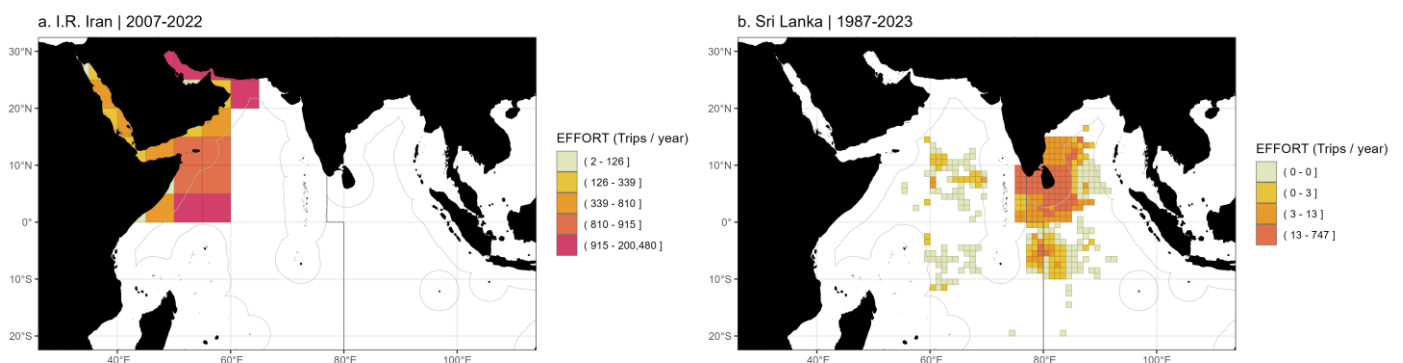 a. I.R. Iran | 2007-2022
30°N
20°N
10°N
0°
10°S
20°S
40°E
60°E
80°E
100°E
EFFORT (Trips / year)
( 2 - 126 ]
( 126 - 339 ]
( 339 - 810 ]
( 810 - 915 ]
( 915 - 200,480 ]
b. Sri Lanka | 1987-2023
30°N
20°N
10°N
0°
10°S
20°S
40°E
60°E
80°E
100°E
EFFORT (Trips / year)
( 0 - 0 ]
( 0 - 3 ]
( 3 - 13 ]
( 13 - 747 ]